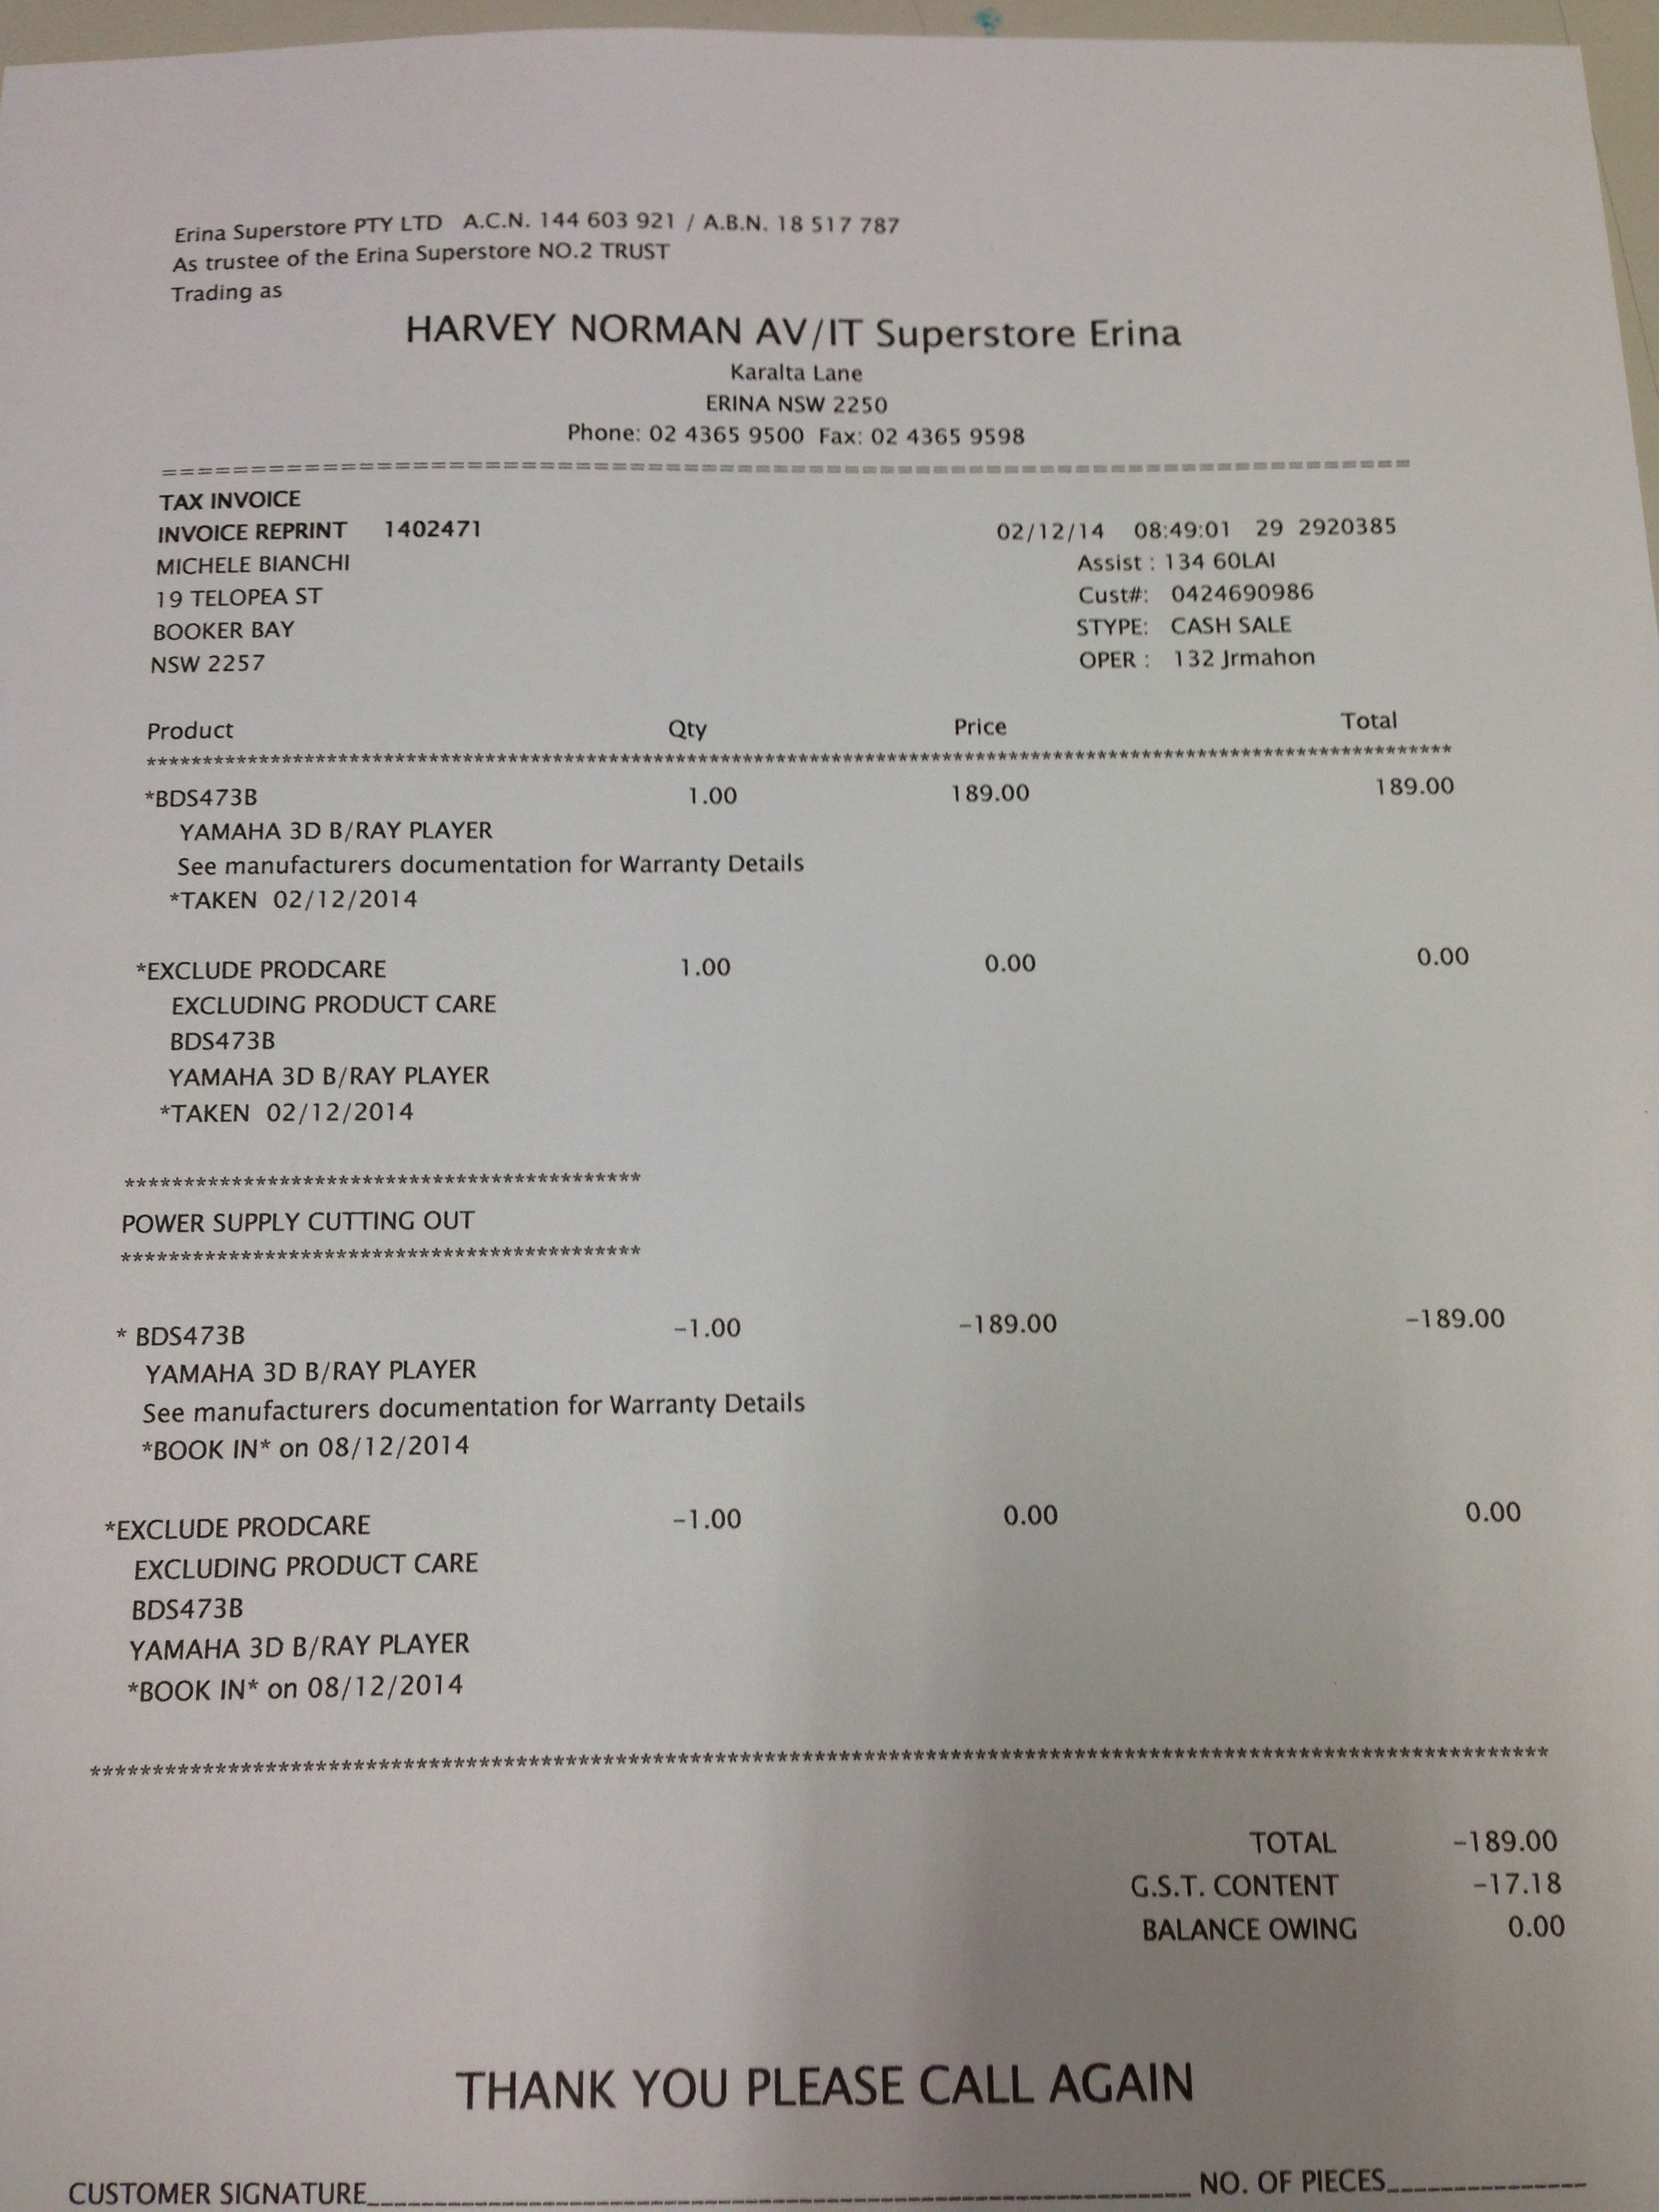 Erina Superstore PTY LTD A.C.N. 144 603 921 / A.B.N. 18 517 787
As trustee of the Erina Superstore NO.2 TRUST
Trading as
HARVEY NORMAN AV/IT Superstore Erina
Karalta Lane
ERINA NSW 2250
Phone: 02 4365 9500 Fax: 02 4365 9598
======================================================================
TAX INVOICE
INVOICE REPRINT 1402471 02/12/14 08:49:01 29 2920385
MICHELE BIANCHI Assist : 134 60LAI
19 TELOPEA ST Cust#: 0424690986
BOOKER BAY STYPE: CASH SALE
NSW 2257 OPER : 132 Jrmahon
Product Qty Price Total
*BDS473B 1.00 189.00 189.00
YAMAHA 3D B/RAY PLAYER
See manufacturers documentation for Warranty Details
*TAKEN 02/12/2014
*EXCLUDE PRODCARE 1.00 0.00 0.00
EXCLUDING PRODUCT CARE
BDS473B
YAMAHA 3D B/RAY PLAYER
*TAKEN 02/12/2014
POWER SUPPLY CUTTING OUT
* BDS473B -1.00 -189.00 -189.00
YAMAHA 3D B/RAY PLAYER
See manufacturers documentation for Warranty Details
*BOOK IN* on 08/12/2014
*EXCLUDE PRODCARE -1.00 0.00 0.00
EXCLUDING PRODUCT CARE
BDS473B
YAMAHA 3D B/RAY PLAYER
*BOOK IN* on 08/12/2014
TOTAL -189.00
G.S.T. CONTENT -17.18
BALANCE OWING 0.00
THANK YOU PLEASE CALL AGAIN
CUSTOMER SIGNATURE____________________ NO. OF PIECES__________